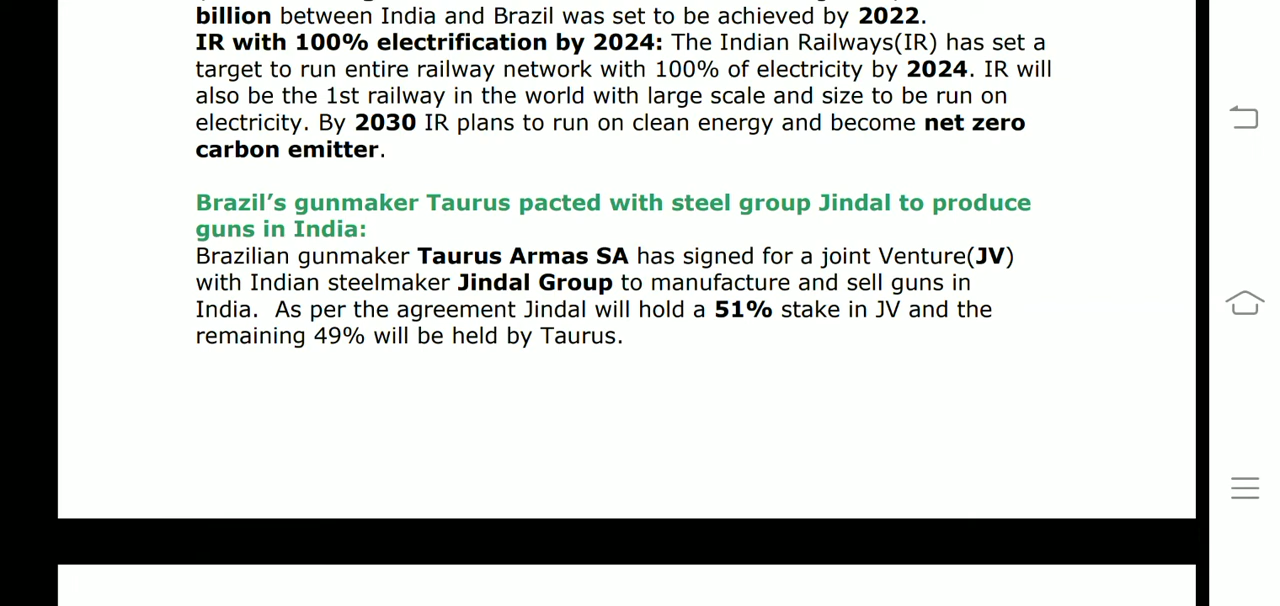 billion between India and Brazil was set to be achieved by 2022.
IR with 100% electrification by 2024: The Indian Railways(IR) has set a
target to run entire railway network with 100% of electricity by 2024. IR will
also be the 1st railway in the world with large scale and size to be run on
electricity. By 2030 IR plans to run on clean energy and become net zero
carbon emitter.
Brazil’s gunmaker Taurus pacted with steel group Jindal to produce
guns in India:
Brazilian gunmaker Taurus Armas SA has signed for a joint Venture(JV)
with Indian steelmaker Jindal Group to manufacture and sell guns in
India.  As per the agreement Jindal will hold a 51% stake in JV and the
remaining 49% will be held by Taurus.